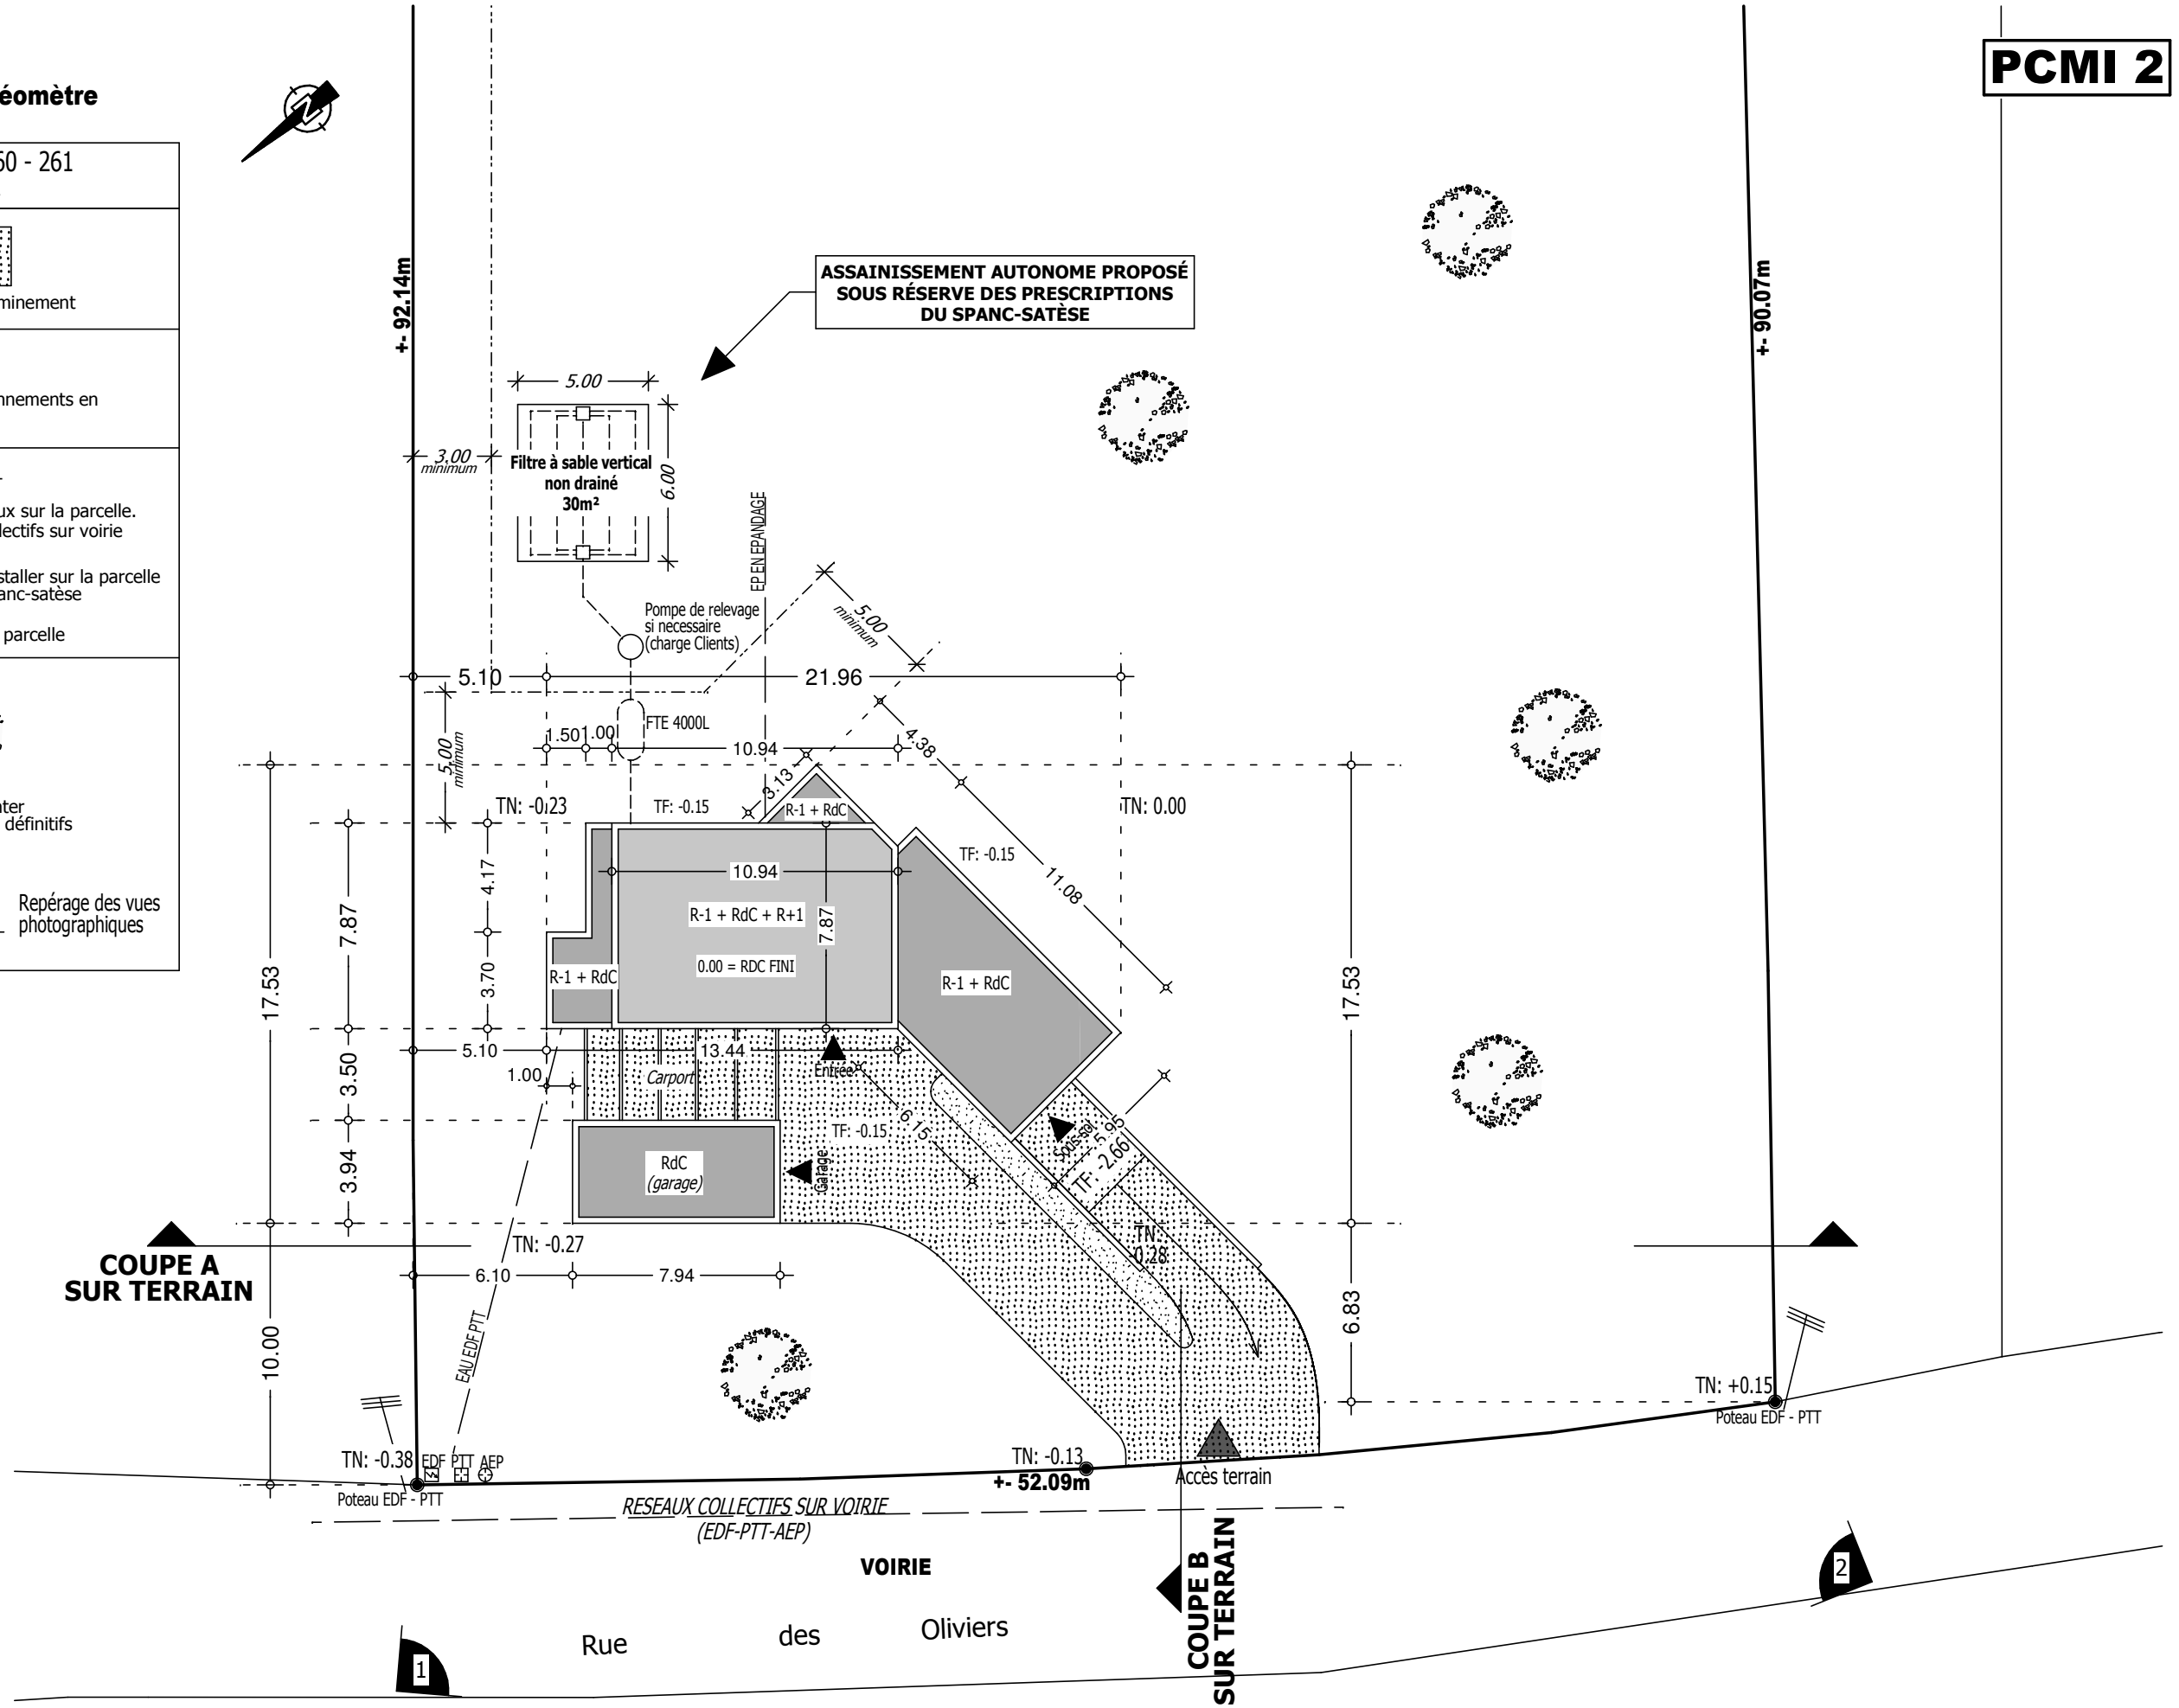 PCMI 2
éomètre
60 - 261
minement
nnements en
ux sur la parcelle.
lectifs sur voirie
staller sur la parcelle
anc-satèse
parcelle
définitifs
Repérage des vues
photographiques
N
+- 92.14m
+- 90.07m
ASSAINISSEMENT AUTONOME PROPOSÉ
SOUS RÉSERVE DES PRESCRIPTIONS
DU SPANC-SATÈSE
5.00
3.00
minimum
Filtre à sable vertical
non drainé
30m²
6.00
EP EN EPANDAGE
Pompe de relevage
si necessaire
(charge Clients)
5.00
minimum
5.10
21.96
FTE 4000L
1.50
1.00
10.94
5.00
minimum
3.13
4.38
TN: -0.23
TF: -0.15
R-1 + RdC
TN: 0.00
TF: -0.15
11.08
4.17
10.94
7.87
R-1 + RdC + R+1
7.87
0.00 = RDC FINI
3.70
R-1 + RdC
R-1 + RdC
17.53
17.53
5.10
13.44
Entrée
1.00
Carport
3.50
6.15
TF: -0.15
Sous-sol
5.95
TF: -2.66
3.94
RdC
(garage)
Garage
TN:
-0.28
COUPE A
SUR TERRAIN
TN: -0.27
6.10
7.94
10.00
6.83
EAU EDF PTT
TN: +0.15
Poteau EDF - PTT
TN: -0.38
EDF PTT AEP
Poteau EDF - PTT
TN: -0.13
+- 52.09m
Accès terrain
RESEAUX COLLECTIFS SUR VOIRIE
(EDF-PTT-AEP)
VOIRIE
COUPE B
SUR TERRAIN
Rue des Oliviers
1
2